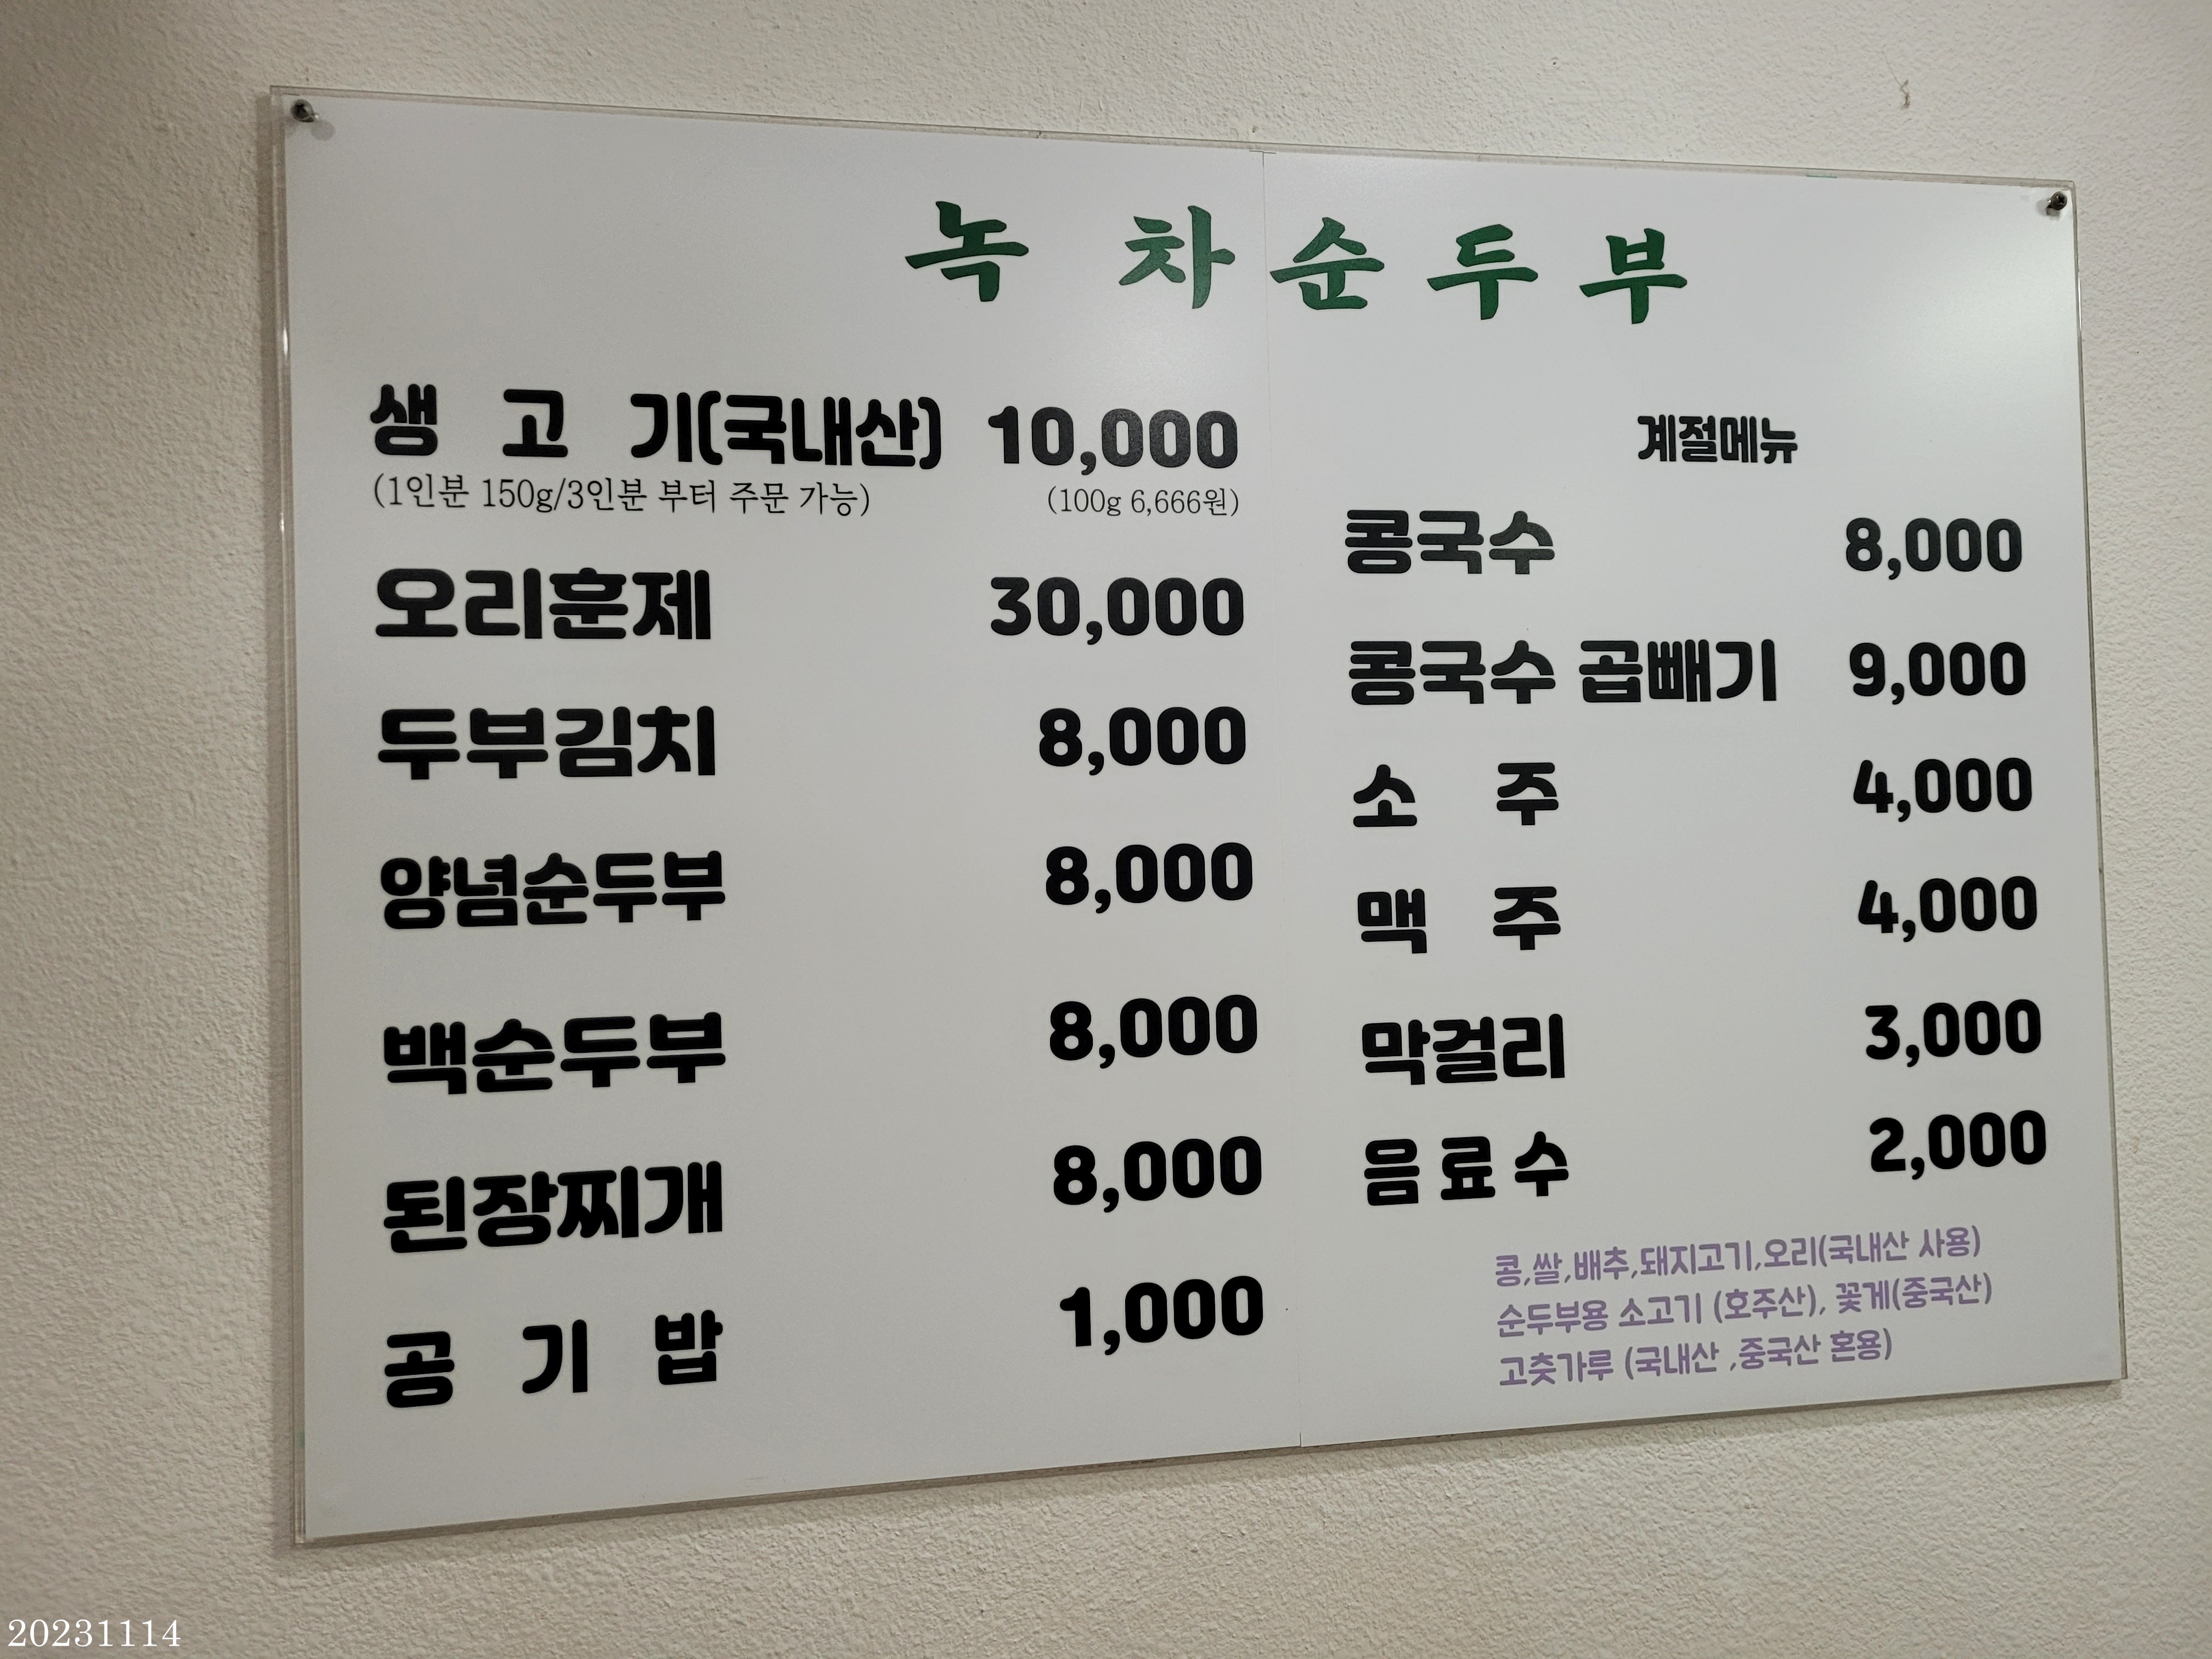 녹 차 순 두 부
생 고 기(국내산) 10,000
(1인분 150g/3인분 부터 주문 가능) (100g 6,666원)
오리훈제 30,000
두부김치 8,000
양념순두부 8,000
백순두부 8,000
된장찌개 8,000
공 기 밥 1,000
계절메뉴
콩국수 8,000
콩국수 곱빼기 9,000
소 주 4,000
맥 주 4,000
막걸리 3,000
음 료 수 2,000
콩,쌀,배추,돼지고기,오리(국내산 사용)
순두부용 소고기 (호주산), 꽃게(중국산)
고춧가루 (국내산 ,중국산 혼용)
20231114